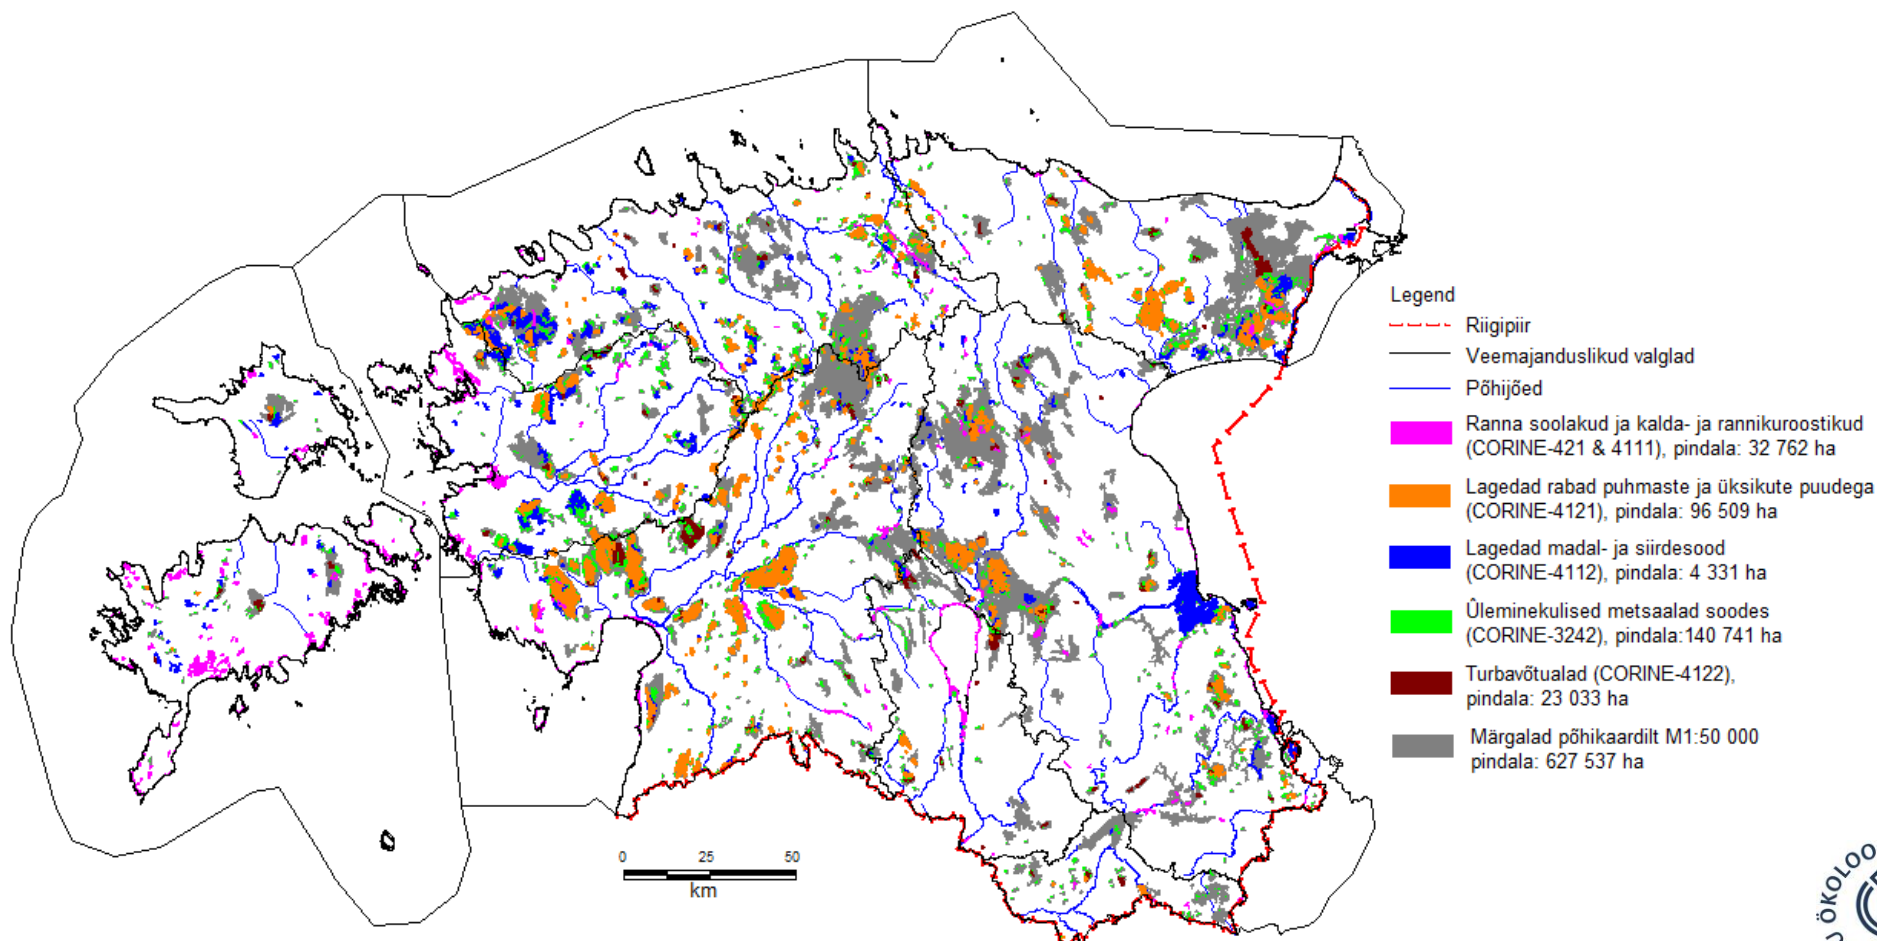 Legend
Riigipiir
Veemajanduslikud valglad
Põhijõed
Ranna soolakud ja kalda- ja rannikuroostikud
(CORINE-421 & 4111), pindala: 32 762 ha
Lagedad rabad puhmaste ja üksikute puudega
(CORINE-4121), pindala: 96 509 ha
Lagedad madal- ja siirdesood
(CORINE-4112), pindala: 4 331 ha
Üleminekulised metsaalad soodes
(CORINE-3242), pindala:140 741 ha
Turbavõtualad (CORINE-4122),
pindala: 23 033 ha
Märgalad põhikaardilt M1:50 000
pindala: 627 537 ha
0 25 50
km
ÖKOLOO